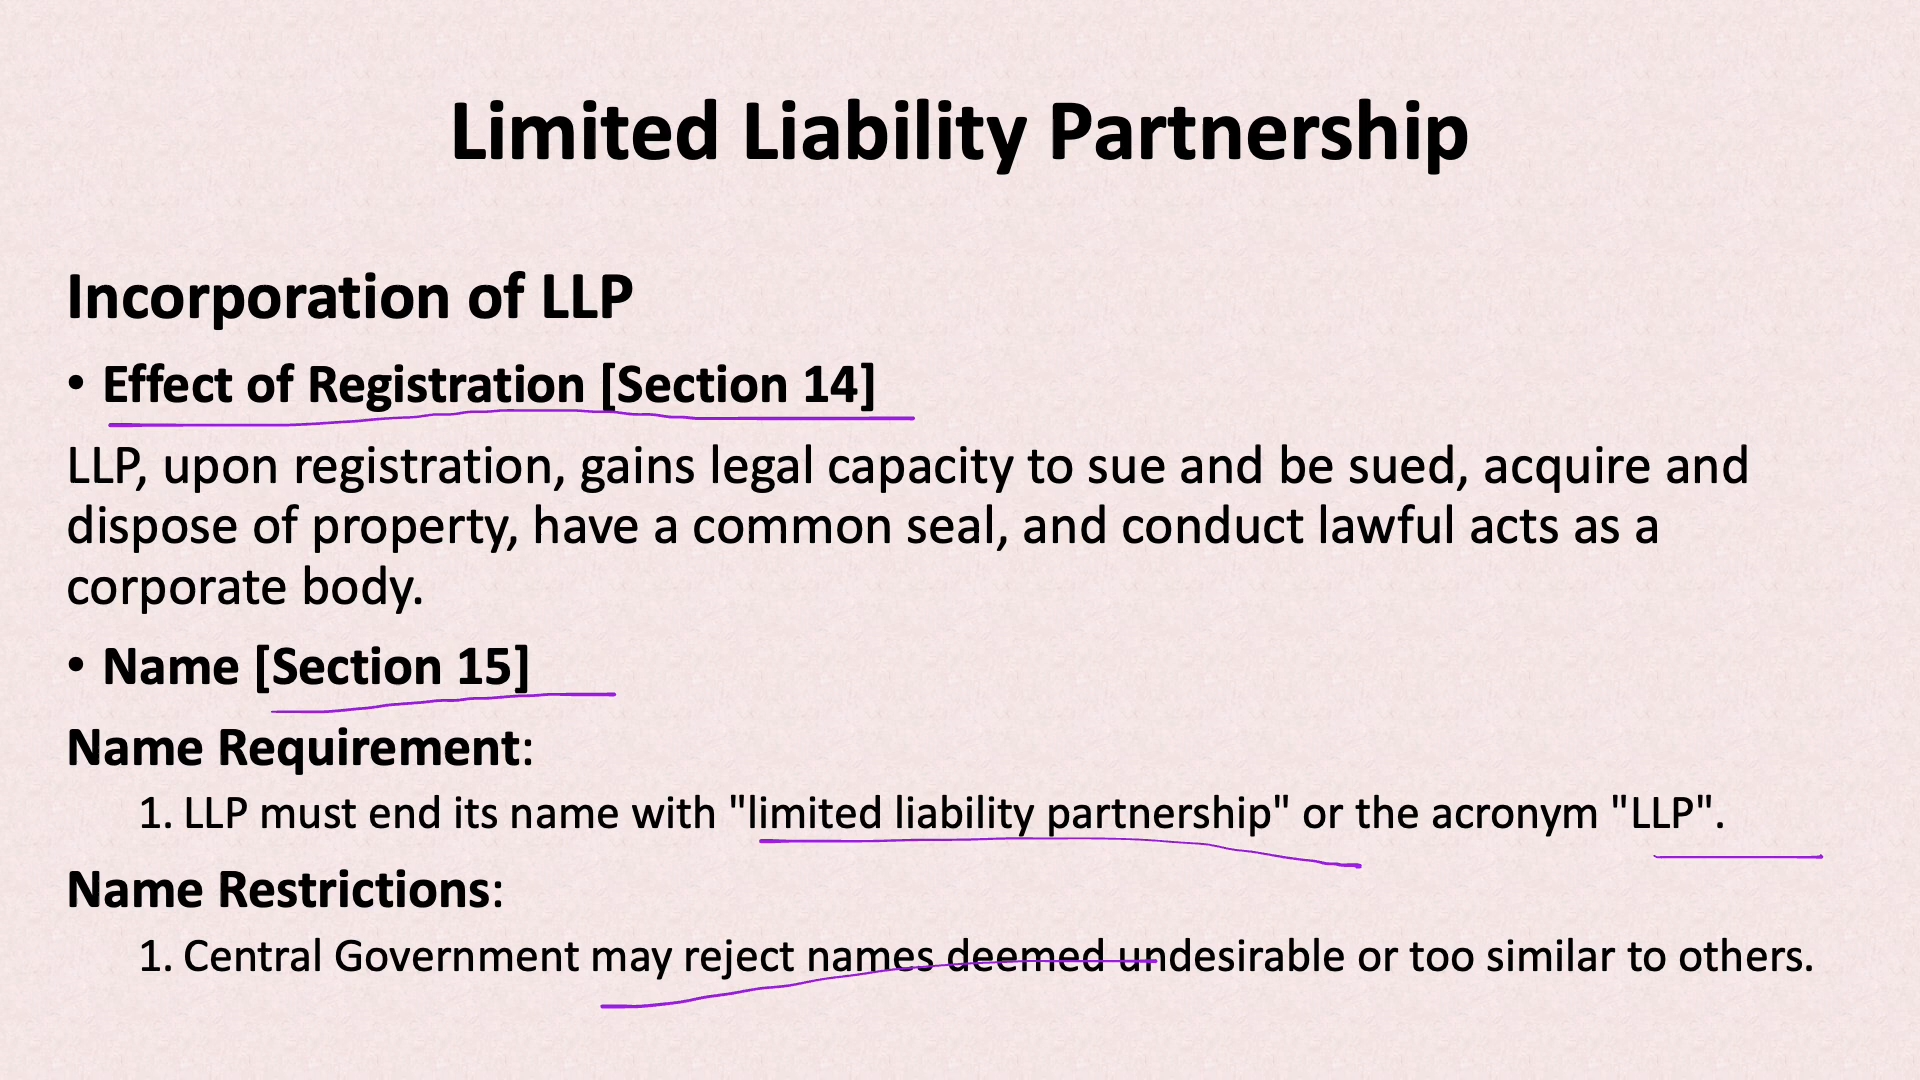 Limited Liability Partnership
Incorporation of LLP
• Effect of Registration [Section 14]
LLP, upon registration, gains legal capacity to sue and be sued, acquire and
dispose of property, have a common seal, and conduct lawful acts as a
corporate body.
• Name [Section 15]
Name Requirement:
1. LLP must end its name with "limited liability partnership" or the acronym "LLP".
Name Restrictions:
1. Central Government may reject names deemed undesirable or too similar to others.